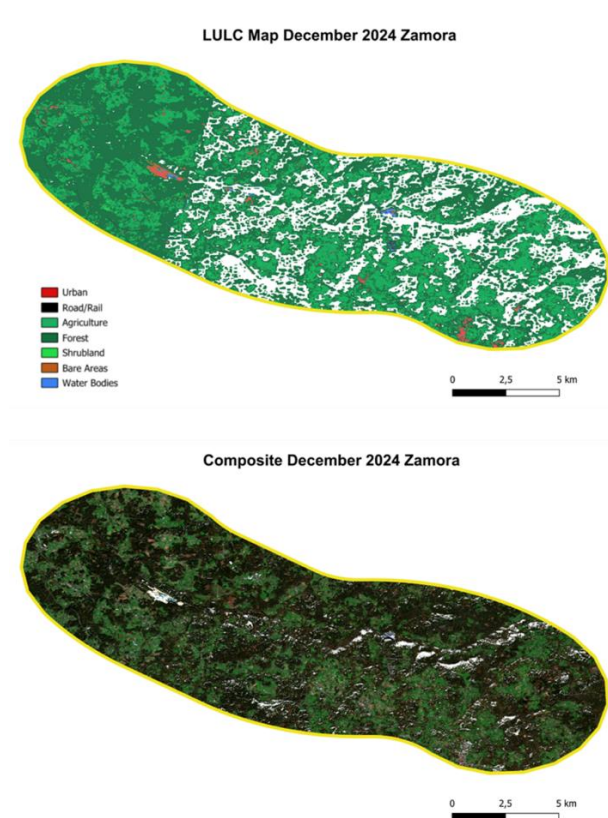 LULC Map December 2024 Zamora
Urban
Road/Rail
Agriculture
Forest
Shrubland
Bare Areas
Water Bodies
0 2,5 5 km
Composite December 2024 Zamora
0 2,5 5 km